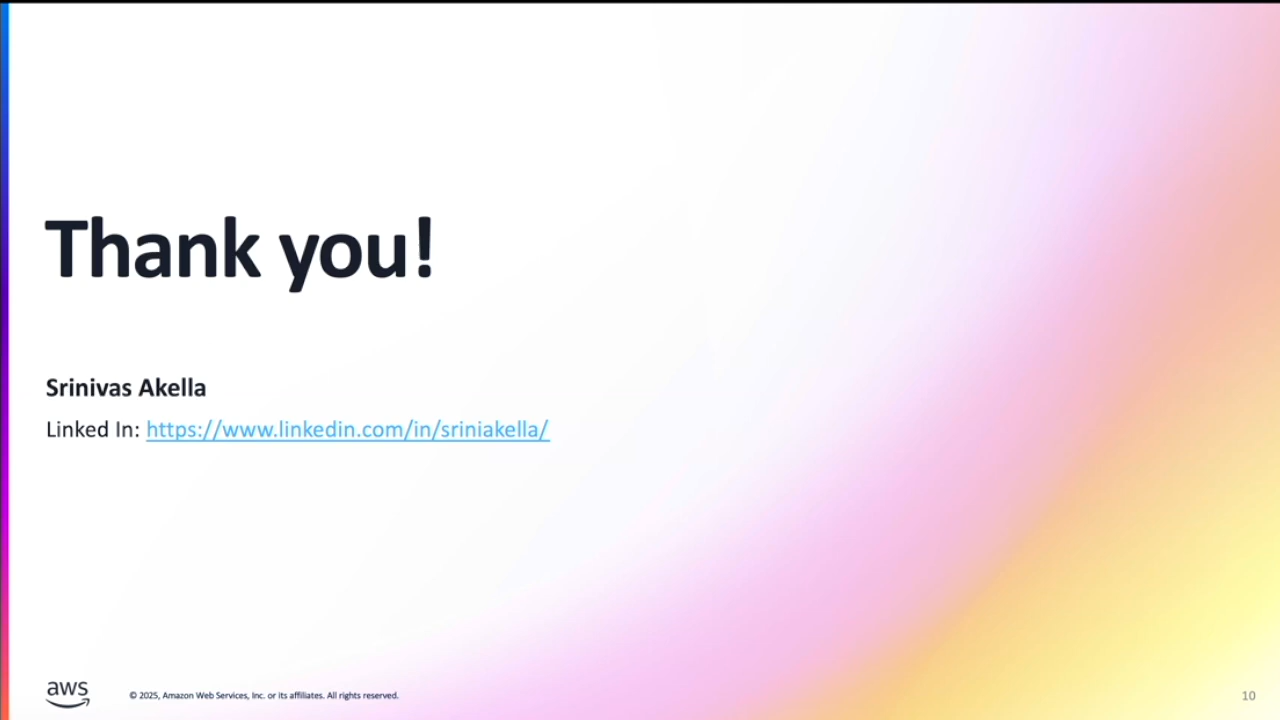 Thank you!
Srinivas Akella
Linked In: https://www.linkedin.com/in/sriniakella/
aws
© 2025, Amazon Web Services, Inc. or its affiliates. All rights reserved.
10